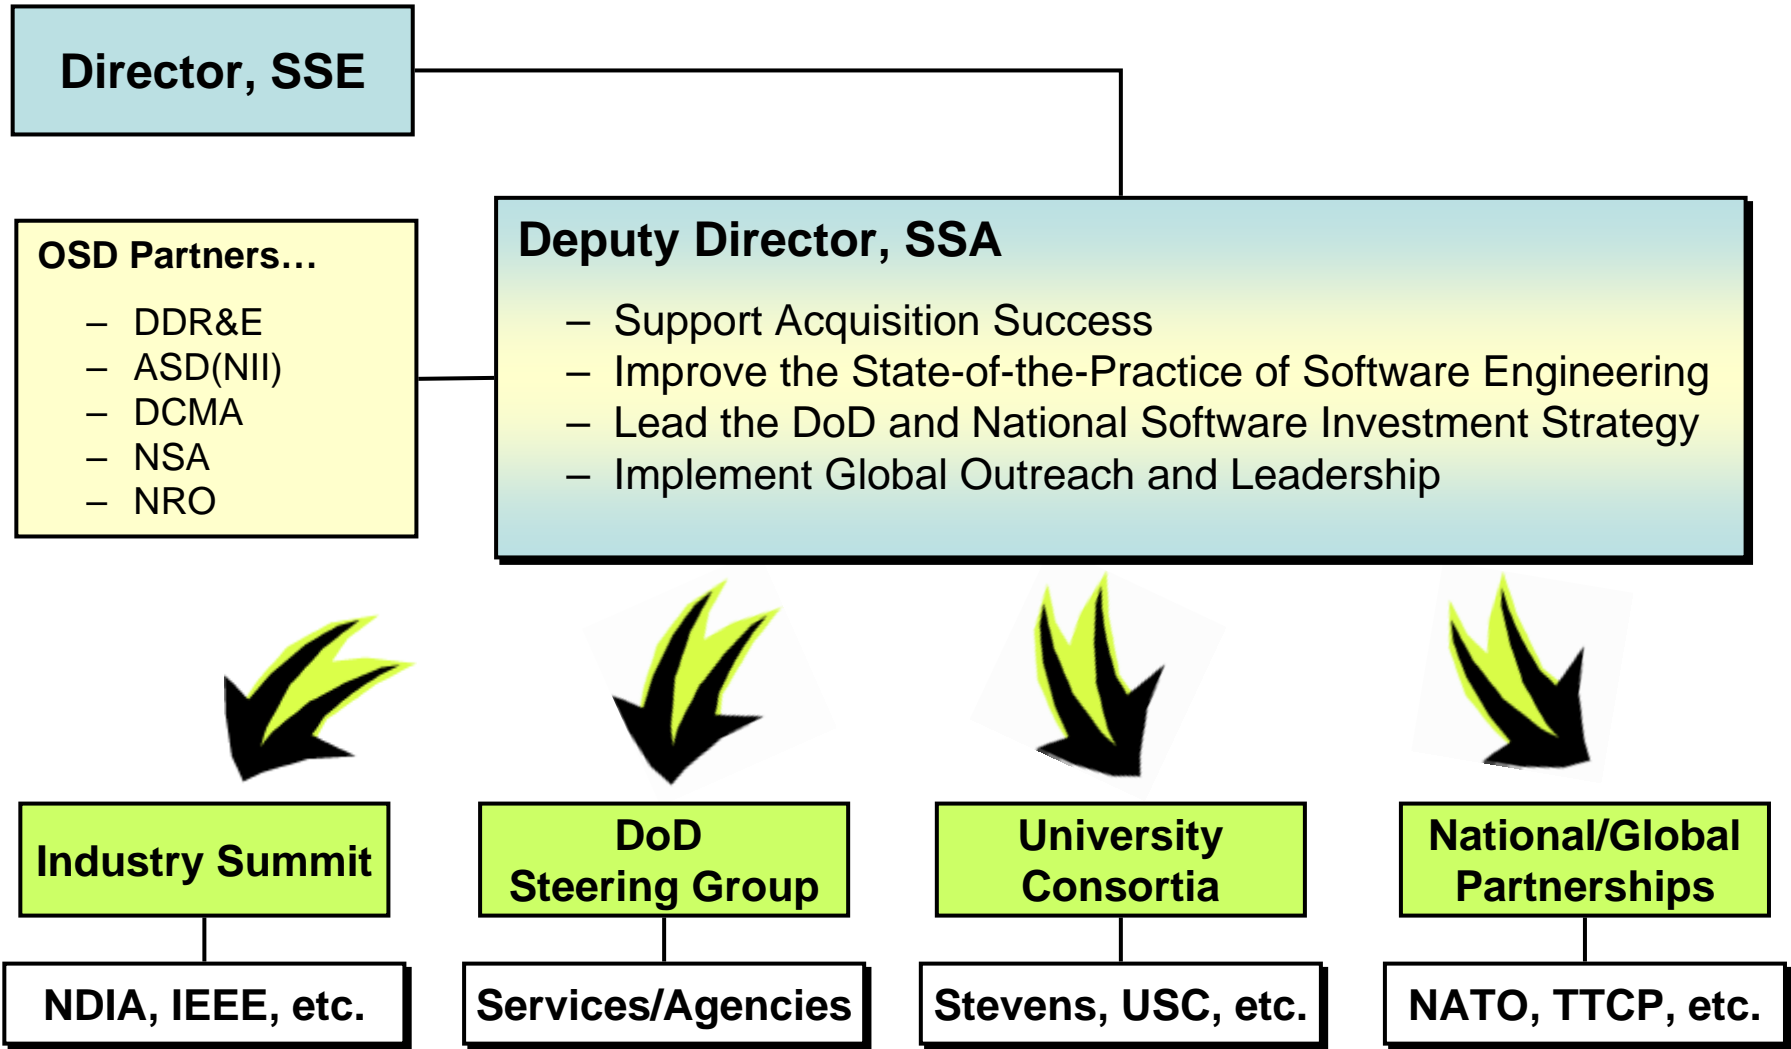 Director, SSE
OSD Partners…
– DDR&E
– ASD(NII)
– DCMA
– NSA
– NRO
Deputy Director, SSA
– Support Acquisition Success
– Improve the State-of-the-Practice of Software Engineering
– Lead the DoD and National Software Investment Strategy
– Implement Global Outreach and Leadership
Industry Summit
DoD
Steering Group
University
Consortia
National/Global
Partnerships
NDIA, IEEE, etc.
Services/Agencies
Stevens, USC, etc.
NATO, TTCP, etc.